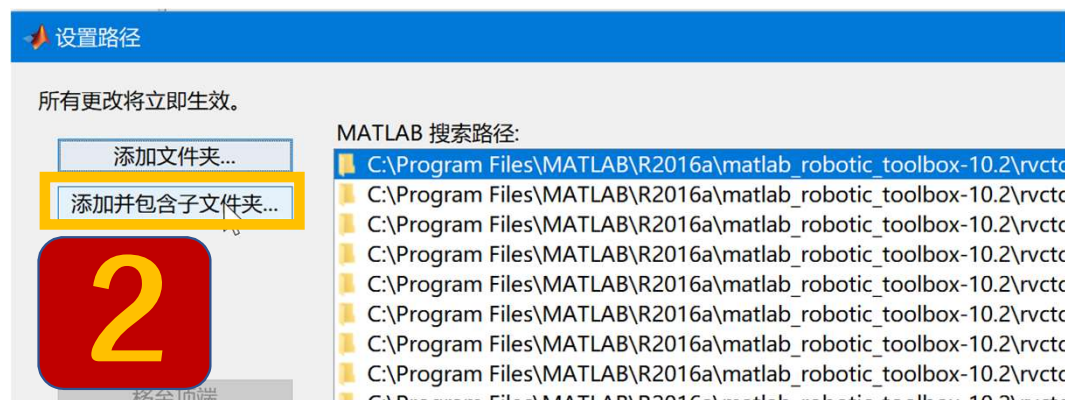 设置路径
所有更改将立即生效。
MATLAB 搜索路径:
添加文件夹...
添加并包含子文件夹...
2
移至顶端
C:\Program Files\MATLAB\R2016a\matlab_robotic_toolbox-10.2\rvctc
C:\Program Files\MATLAB\R2016a\matlab_robotic_toolbox-10.2\rvctc
C:\Program Files\MATLAB\R2016a\matlab_robotic_toolbox-10.2\rvctc
C:\Program Files\MATLAB\R2016a\matlab_robotic_toolbox-10.2\rvctc
C:\Program Files\MATLAB\R2016a\matlab_robotic_toolbox-10.2\rvctc
C:\Program Files\MATLAB\R2016a\matlab_robotic_toolbox-10.2\rvctc
C:\Program Files\MATLAB\R2016a\matlab_robotic_toolbox-10.2\rvctc
C:\Program Files\MATLAB\R2016a\matlab_robotic_toolbox-10.2\rvctc